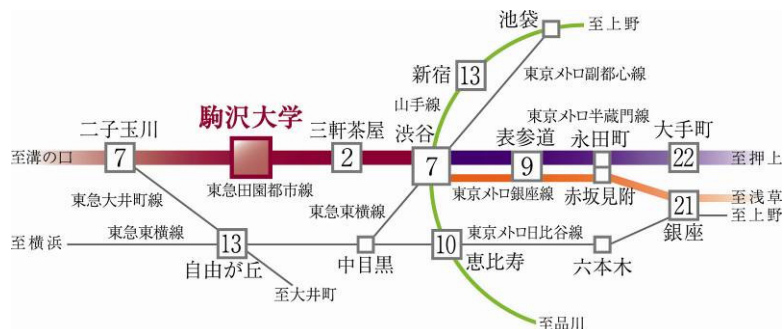 池袋
至上野
新宿
13
東京メトロ副都心線
山手線
二子玉川
駒沢大学
三軒茶屋
渋谷
表参道
東京メトロ半蔵門線
永田町
大手町
至溝の口
7
2
7
9
22
至押上
東急田園都市線
東京メトロ銀座線
赤坂見附
至浅草
東急大井町線
東急東横線
21
至上野
銀座
至横浜
東急東横線
13
10
東京メトロ日比谷線
自由が丘
中目黒
恵比寿
六本木
至大井町
至品川